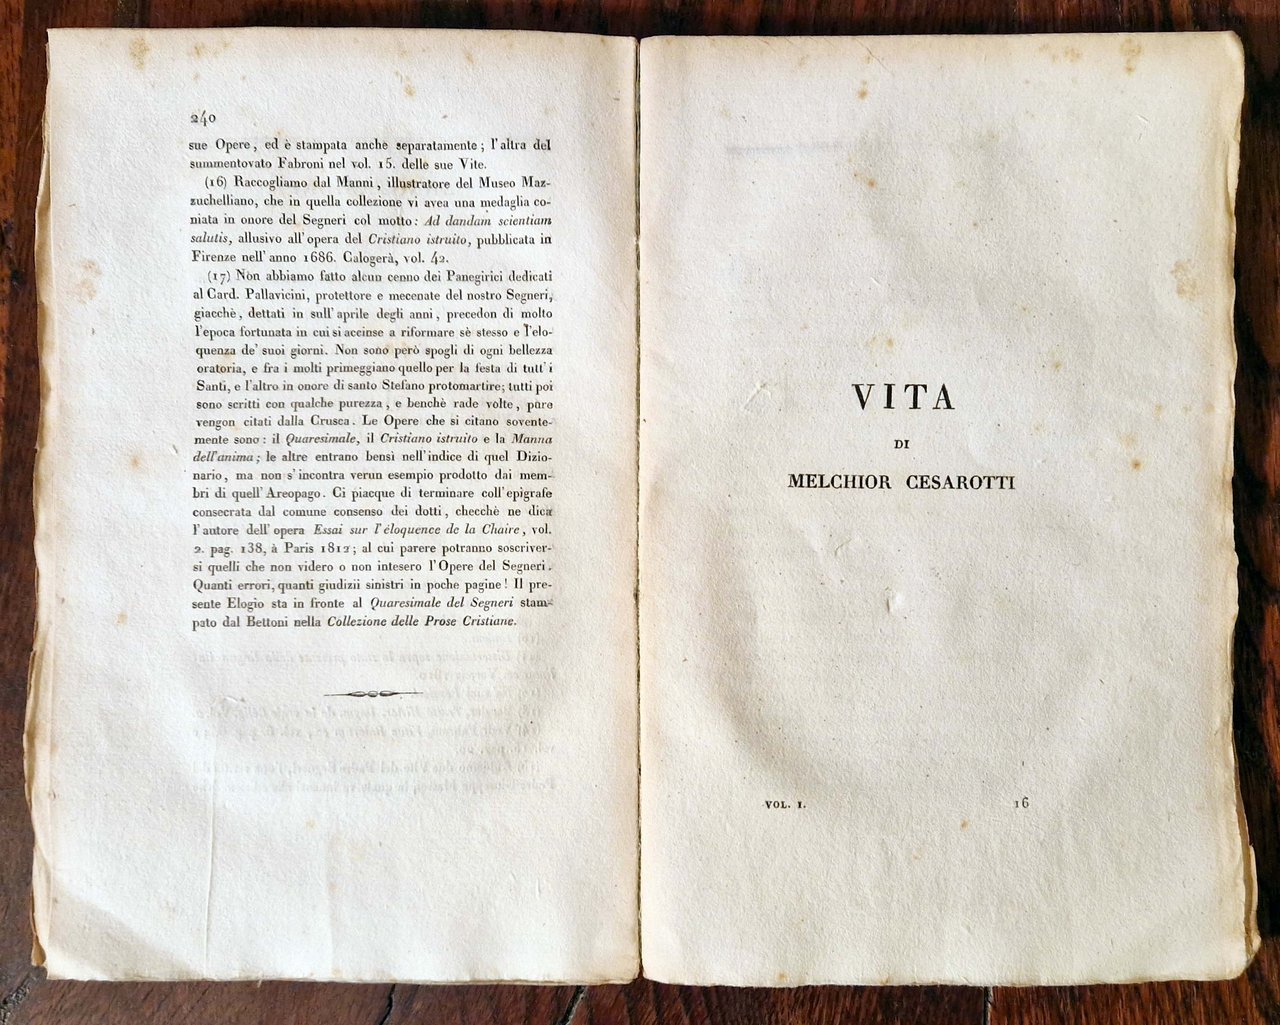 240
sue Opere, ed è stampata anche separatamente; l'altra del
summentovato Fabroni nel vol. 15. delle sue Vite.
(16) Raccogliamo dal Manni, illustratore del Museo Maz-
zuchelliano, che in quella collezione vi avea una medaglia co-
niata in onore del Segneri col motto: Ad dandam scientiam
salutis, allusivo all'opera del Cristiano istruito, pubblicata in
Firenze nell'anno 1686. Calogerà, vol. 42.
(17) Non abbiamo fatto alcun cenno dei Panegirici dedicati
al Card. Pallavicini, protettore e mecenate del nostro Segneri,
giacchè, dettati in sull'aprile degli anni, precedon di molto
l'epoca fortunata in cui si accinse a riformare sè stesso e l'elo-
quenza de' suoi giorni. Non sono però spogli di ogni bellezza
oratoria, e fra i molti primeggiano quello per la festa di tutt' i
Santi, e l'altro in onore di santo Stefano protomartire; tutti poi
sono scritti con qualche purezza, e benchè rade volte, pure
vengon citati dalla Crusca. Le Opere che si citano sovente-
mente sono: il Quaresimale, il Cristiano istruito e la Manna
dell'anima; le altre entrano bensì nell'indice di quel Dizio-
nario, ma non s'incontra verun esempio prodotto dai mem-
bri di quell'Areopago. Ci piacque di terminare coll'epigrafe
consecrata dal comune consenso dei dotti, checchè ne dica
l'autore dell'opera Essai sur l'éloquence de la Chaire, vol.
2. pag. 138, à Paris 1812; al cui parere potranno soscriver-
si quelli che non videro o non intesero l'Opere del Segneri.
Quanti errori, quanti giudizii sinistri in poche pagine! Il pre-
sente Elogio sta in fronte al Quaresimale del Segneri stam-
pato dal Bettoni nella Collezione delle Prose Cristiane.
VITA
DI
MELCHIOR CESAROTTI
VOL. I. 16